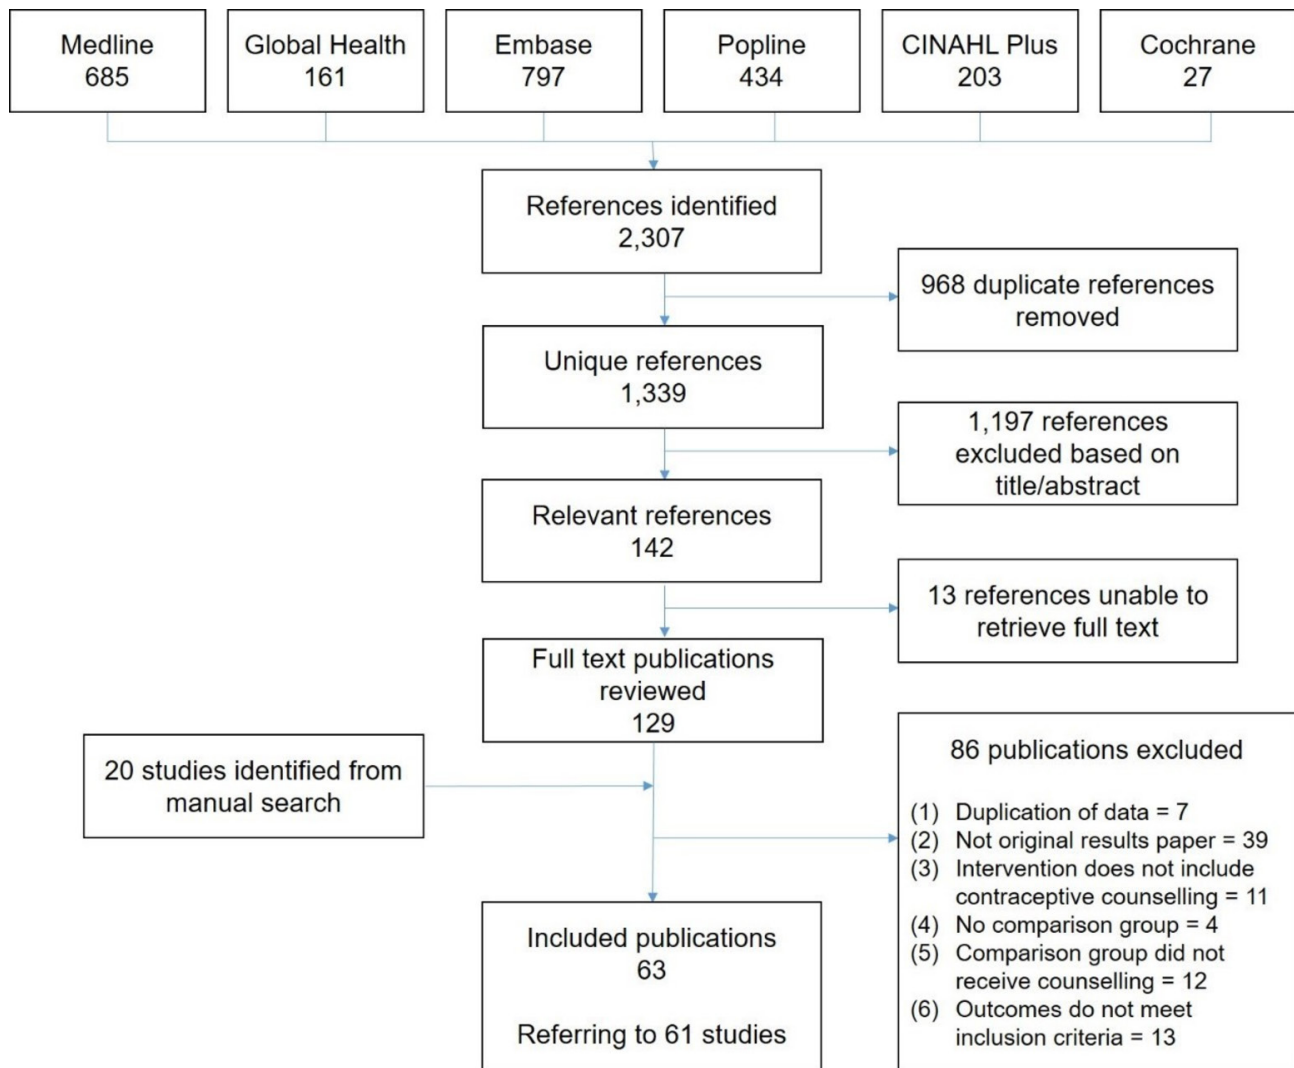 Medline
685
Global Health
161
Embase
797
Popline
434
CINAHL Plus
203
Cochrane
27
References identified
2,307
968 duplicate references
removed
Unique references
1,339
1,197 references
excluded based on
title/abstract
Relevant references
142
13 references unable to
retrieve full text
Full text publications
reviewed
129
20 studies identified from
manual search
86 publications excluded
(1) Duplication of data = 7
(2) Not original results paper = 39
(3) Intervention does not include
contraceptive counselling = 11
(4) No comparison group = 4
(5) Comparison group did not
receive counselling = 12
(6) Outcomes do not meet
inclusion criteria = 13
Included publications
63
Referring to 61 studies